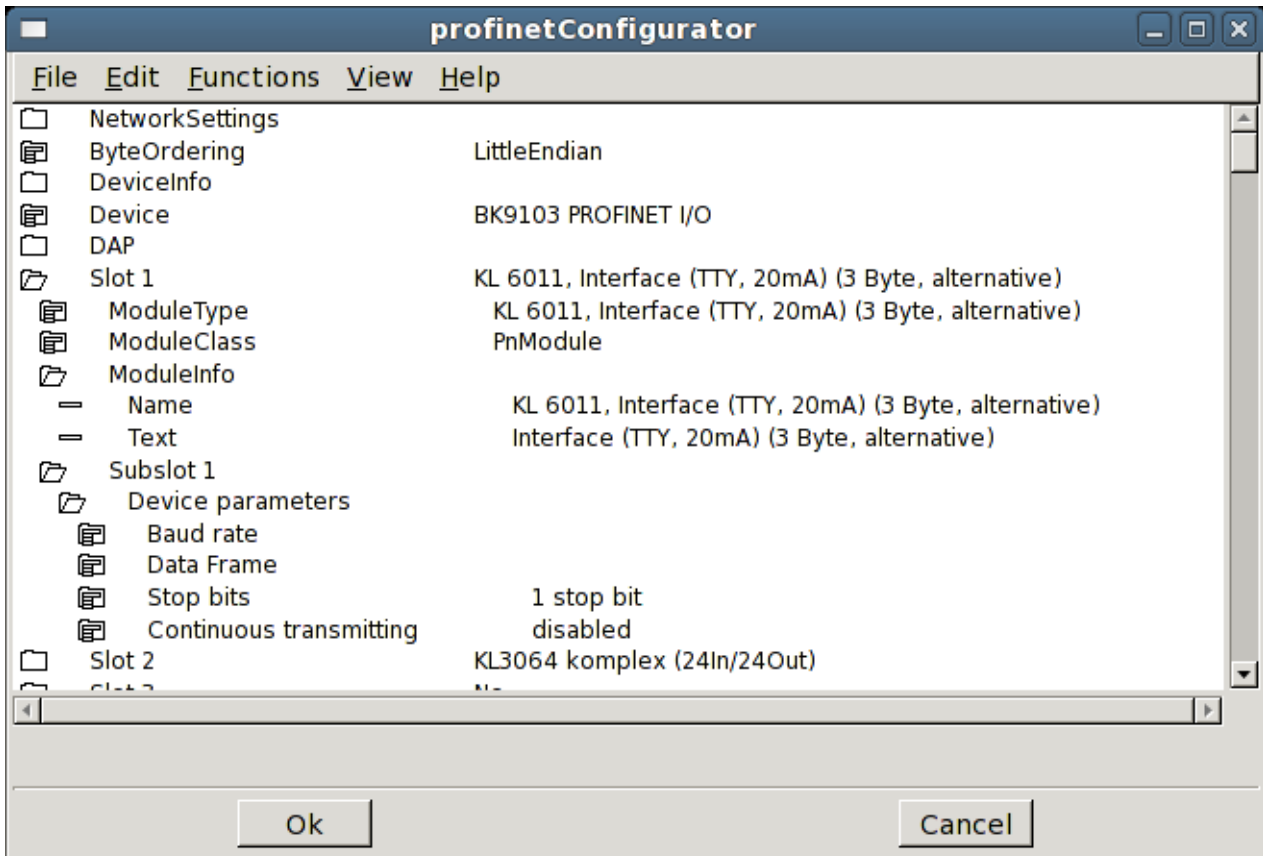 profinetConfigurator
File Edit Functions View Help
NetworkSettings
ByteOrdering LittleEndian
DeviceInfo
Device BK9103 PROFINET I/O
DAP
Slot 1 KL 6011, Interface (TTY, 20mA) (3 Byte, alternative)
ModuleType KL 6011, Interface (TTY, 20mA) (3 Byte, alternative)
ModuleClass PnModule
ModuleInfo
Name KL 6011, Interface (TTY, 20mA) (3 Byte, alternative)
Text Interface (TTY, 20mA) (3 Byte, alternative)
Subslot 1
Device parameters
Baud rate
Data Frame
Stop bits 1 stop bit
Continuous transmitting disabled
Slot 2 KL3064 komplex (24In/24Out)
Slot 3 No
Ok Cancel